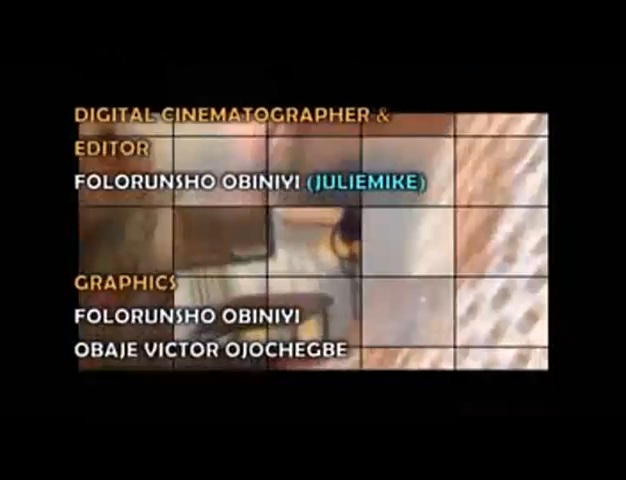 DIGITAL CINEMATOGRAPHER &
EDITOR
FOLORUNSHO OBINIYI (JULIEMIKE)
GRAPHICS
FOLORUNSHO OBINIYI
OBAJE VICTOR OJOCHEGBE